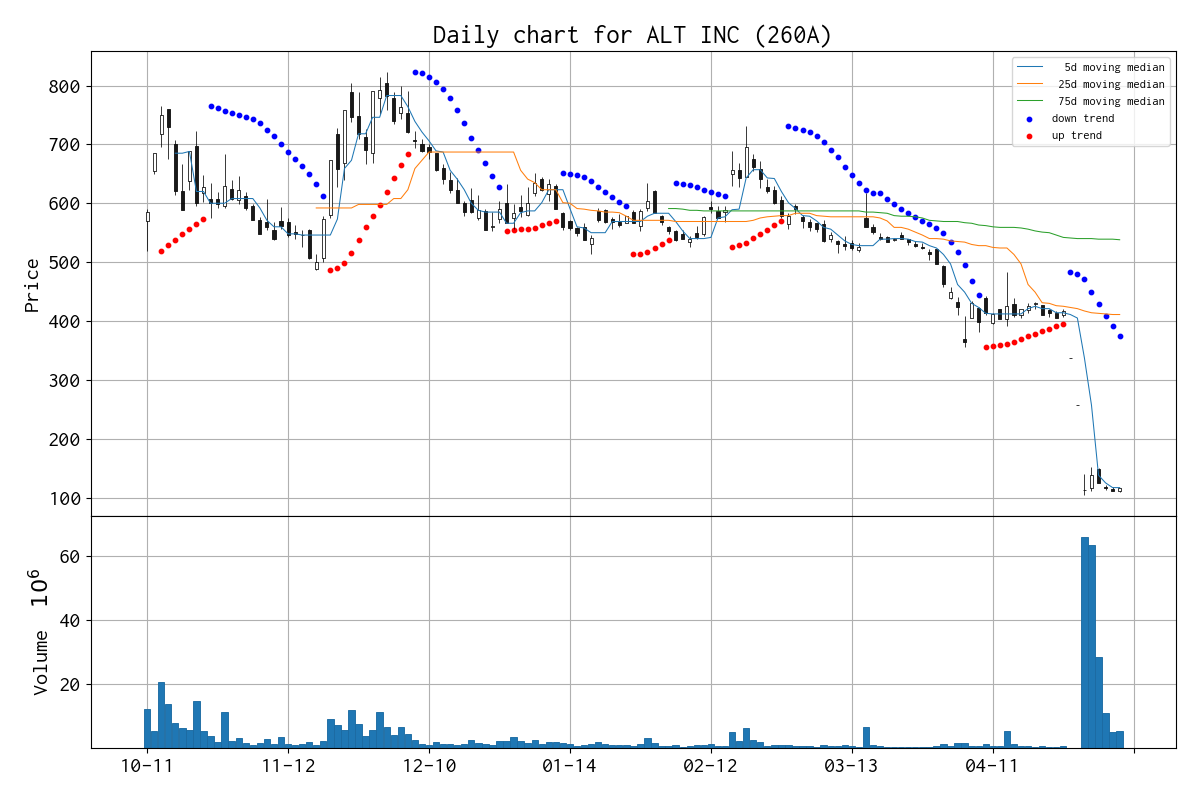 Daily chart for ALT INC (260A)
5d moving median
25d moving median
75d moving median
down trend
up trend
Price
800
700
600
500
400
300
200
100
Volume 10^6
60
40
20
10-11
11-12
12-10
01-14
02-12
03-13
04-11